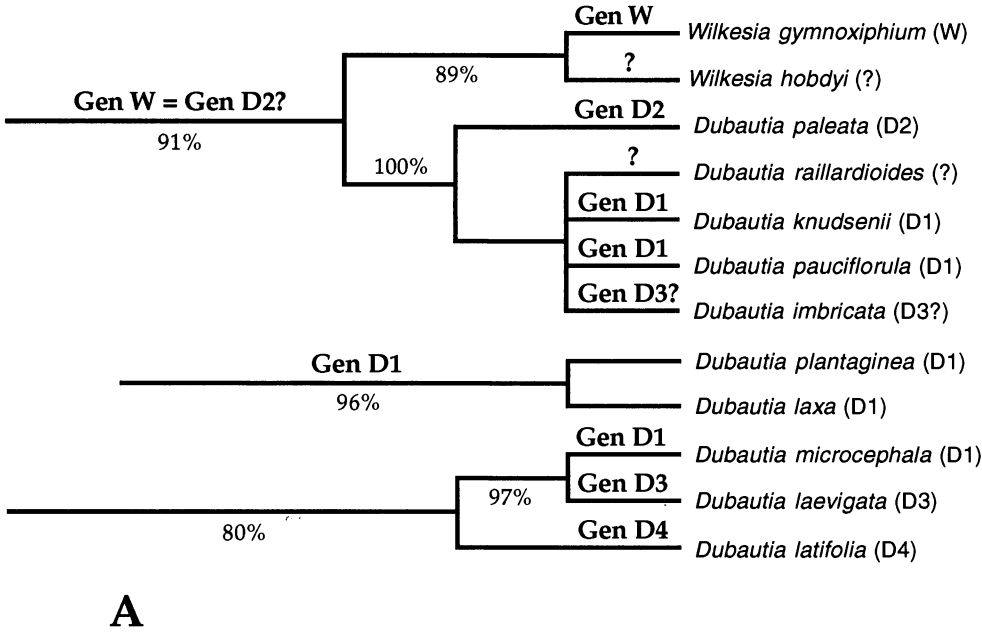 Gen W
Wilkesia gymnoxiphium (W)
89%
?
Wilkesia hobdyi (?)
Gen W = Gen D2?
91%
Gen D2
Dubautia paleata (D2)
100%
?
Dubautia raillardioides (?)
Gen D1
Dubautia knudsenii (D1)
Gen D1
Dubautia pauciflorula (D1)
Gen D3?
Dubautia imbricata (D3?)
Gen D1
96%
Dubautia plantaginea (D1)
Dubautia laxa (D1)
Gen D1
Dubautia microcephala (D1)
97%
Gen D3
Dubautia laevigata (D3)
80%
Gen D4
Dubautia latifolia (D4)
A